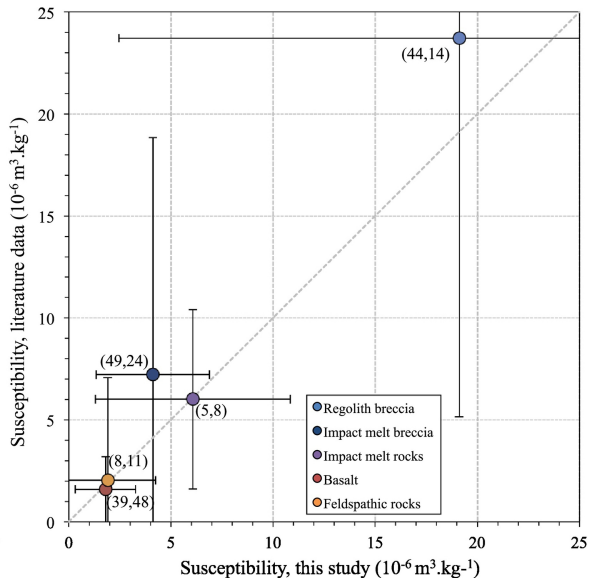 25
(44,14)
20
Susceptibility, literature data (10⁻⁶ m³.kg⁻¹)
15
10
(49,24)
(5,8)
5
Regolith breccia
Impact melt breccia
Impact melt rocks
Basalt
Feldspathic rocks
(8,11)
(39,48)
0
0 5 10 15 20 25
Susceptibility, this study (10⁻⁶ m³.kg-¹)